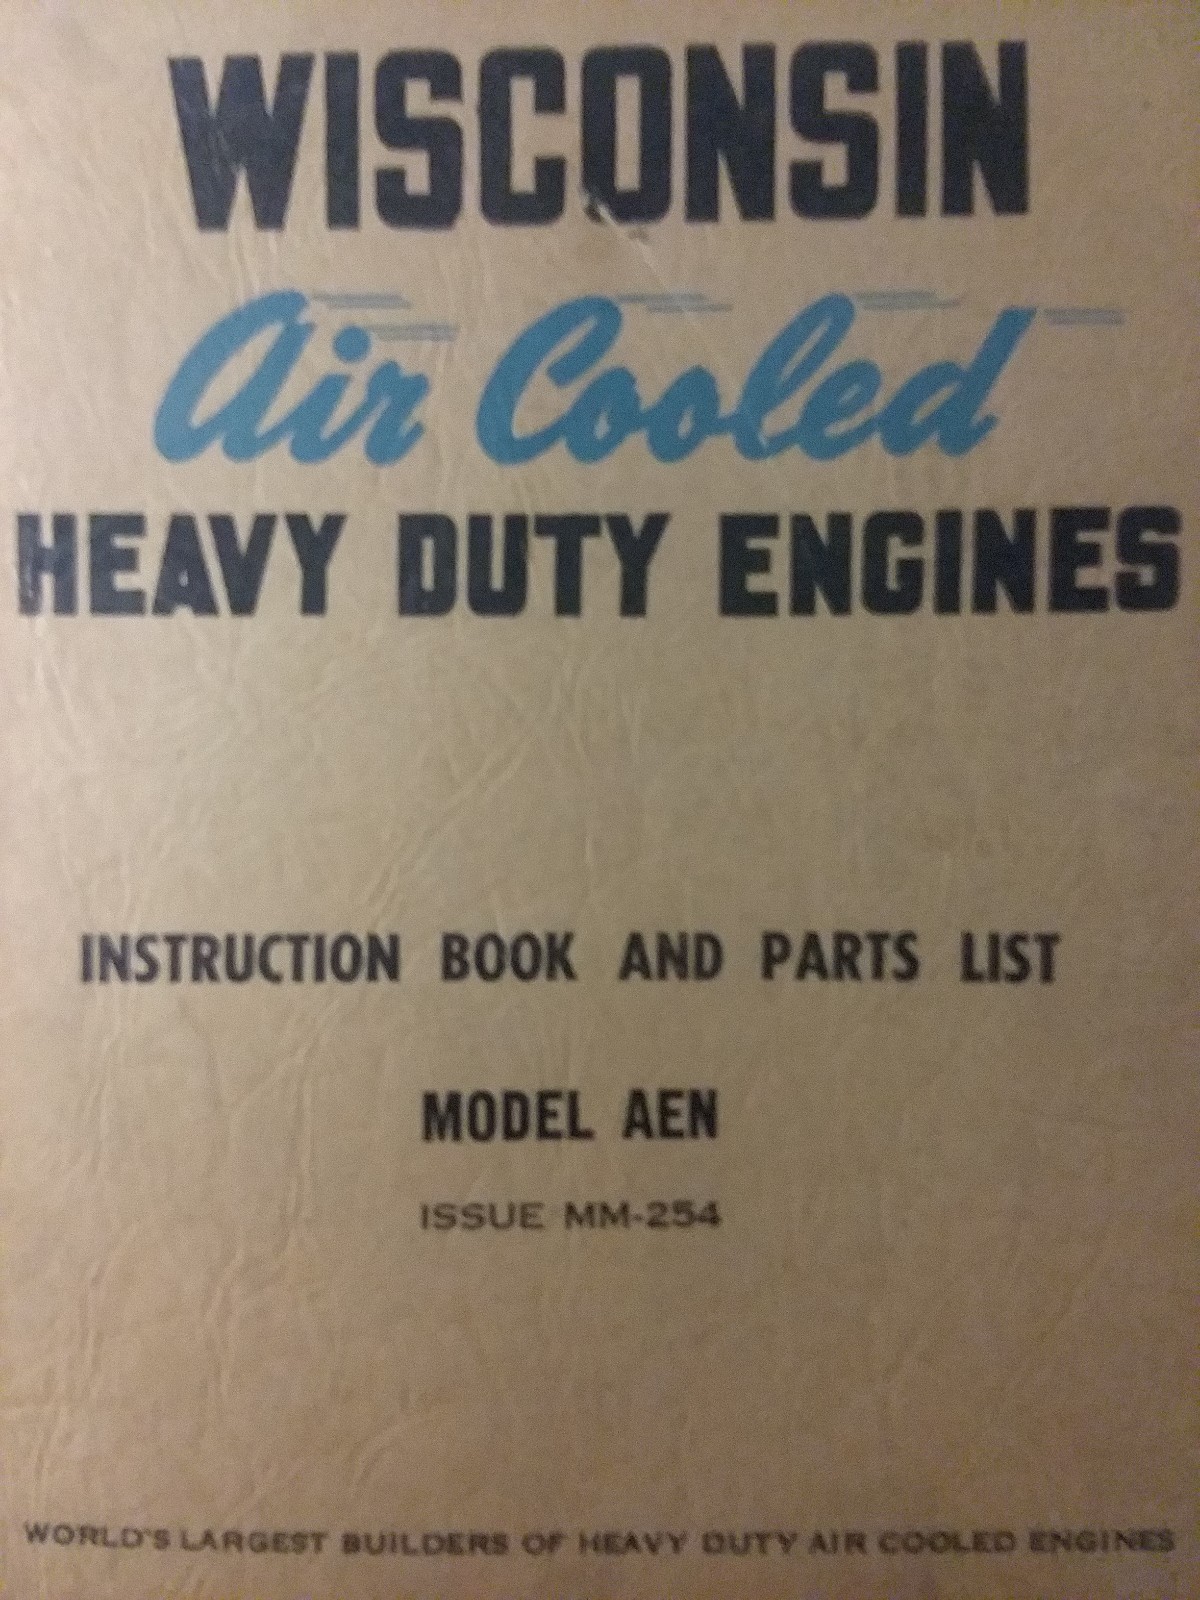 WISCONSIN
Air Cooled
HEAVY DUTY ENGINES
INSTRUCTION BOOK AND PARTS LIST
MODEL AEN
ISSUE MM-254
WORLD'S LARGEST BUILDERS OF HEAVY DUTY AIR COOLED ENGINES